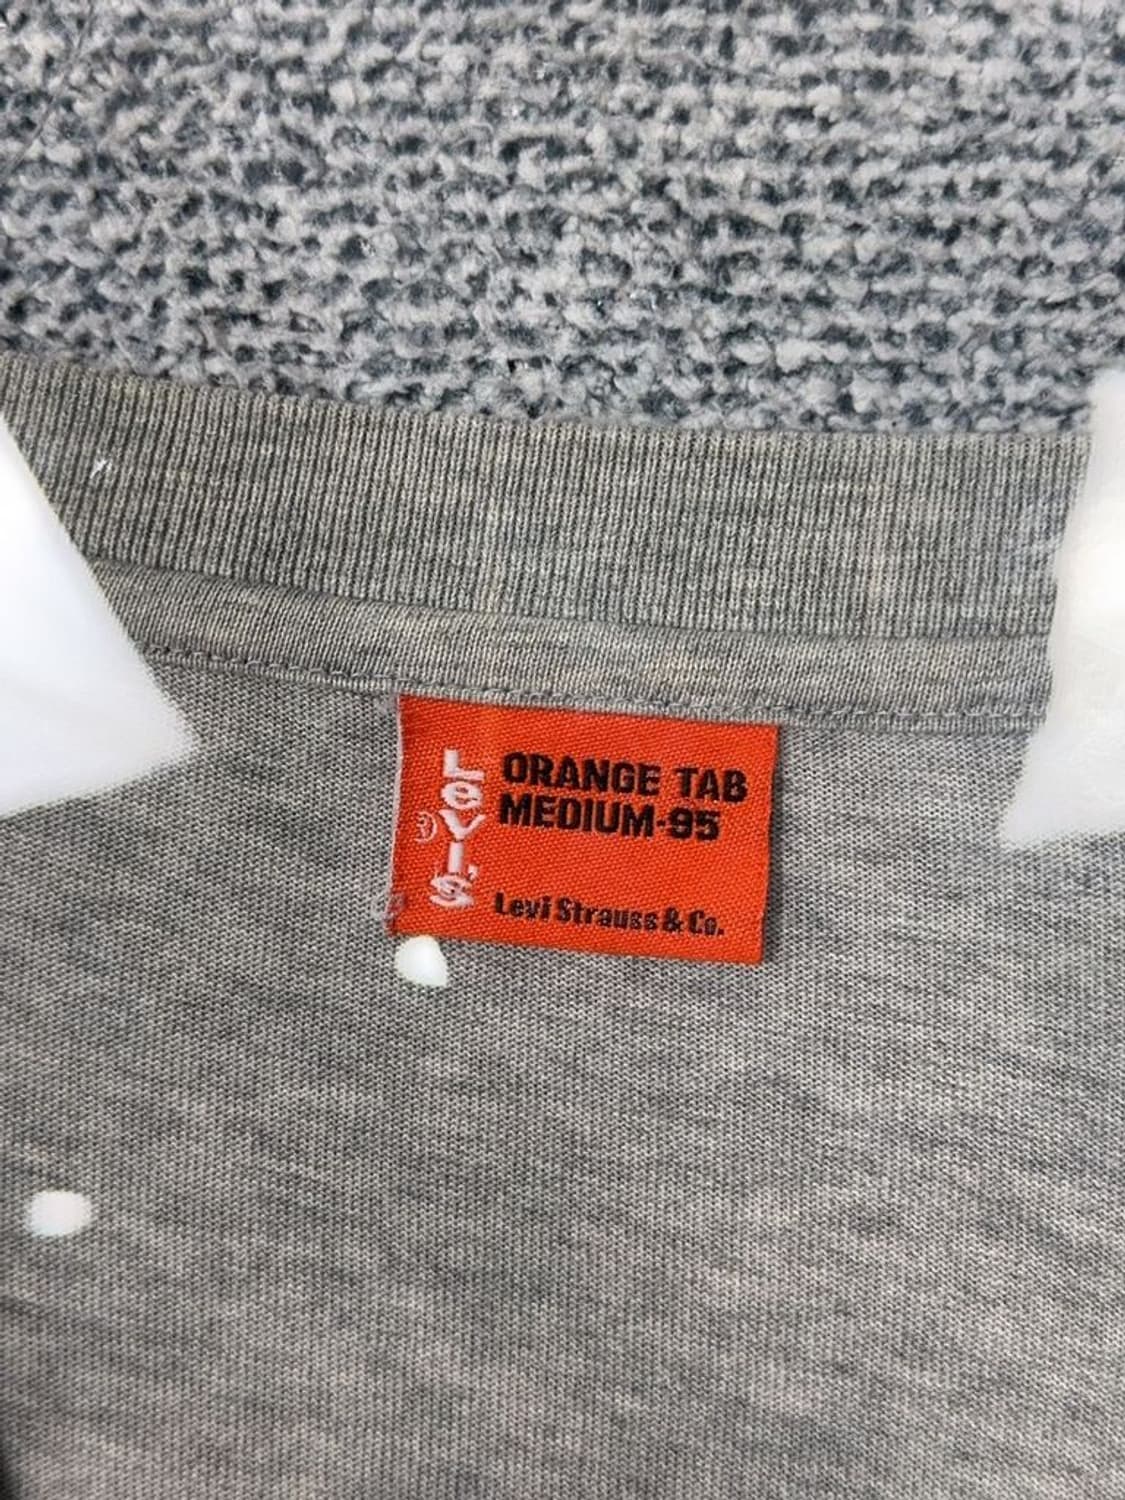 Levi's
ORANGE TAB
MEDIUM-95
Levi Strauss & Co.